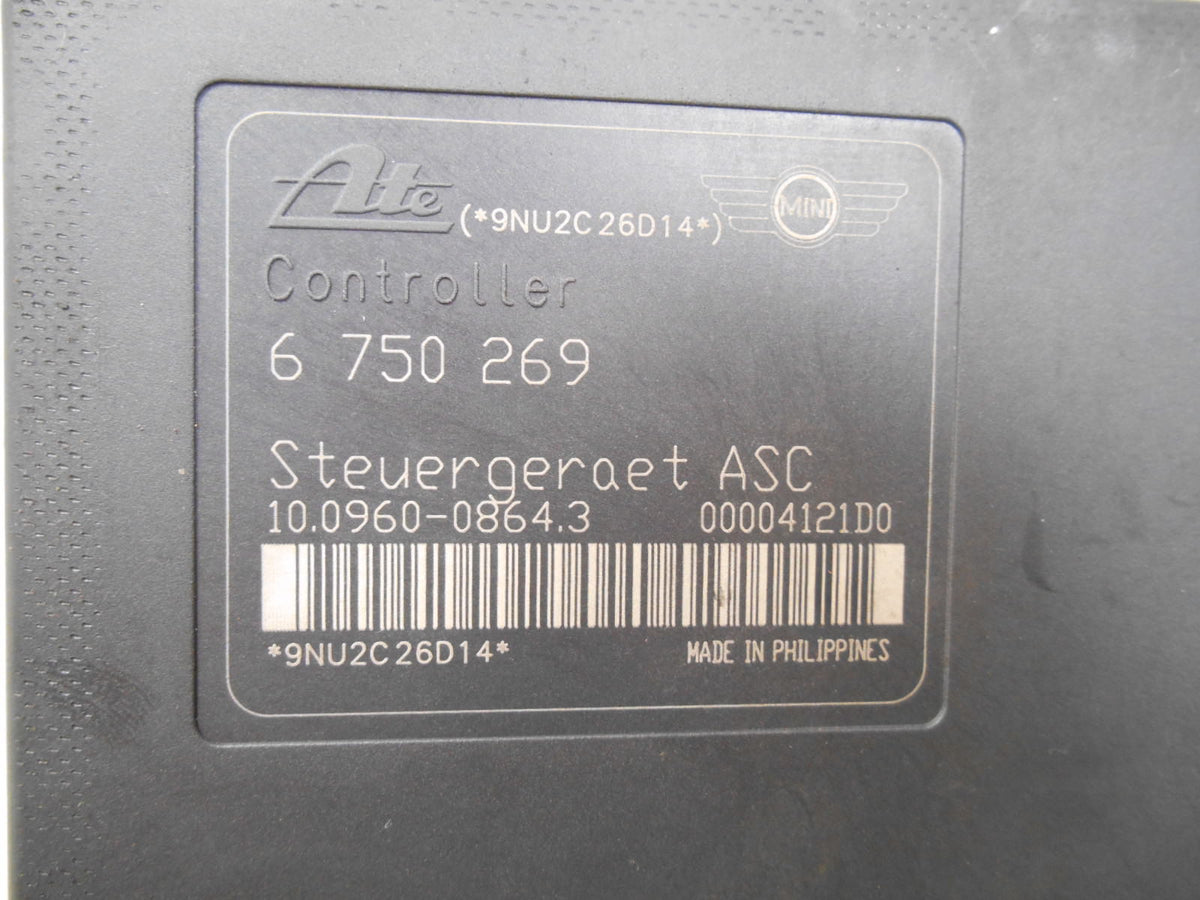 Ate (*9NU2C26D14*) MINI
Controller
6 750 269
Steuergeraet ASC
10.0960-0864.3 00004121D0
*9NU2C26D14* MADE IN PHILIPPINES